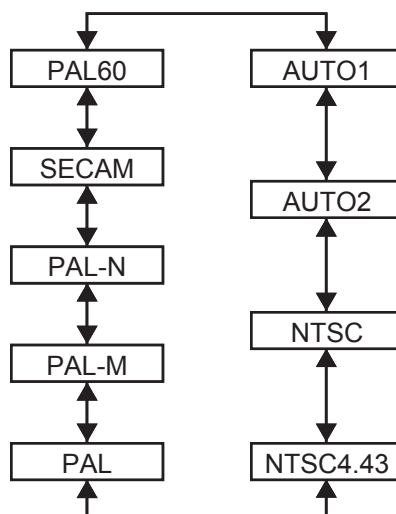 PAL60
SECAM
PAL-N
PAL-M
PAL
AUTO1
AUTO2
NTSC
NTSC4.43